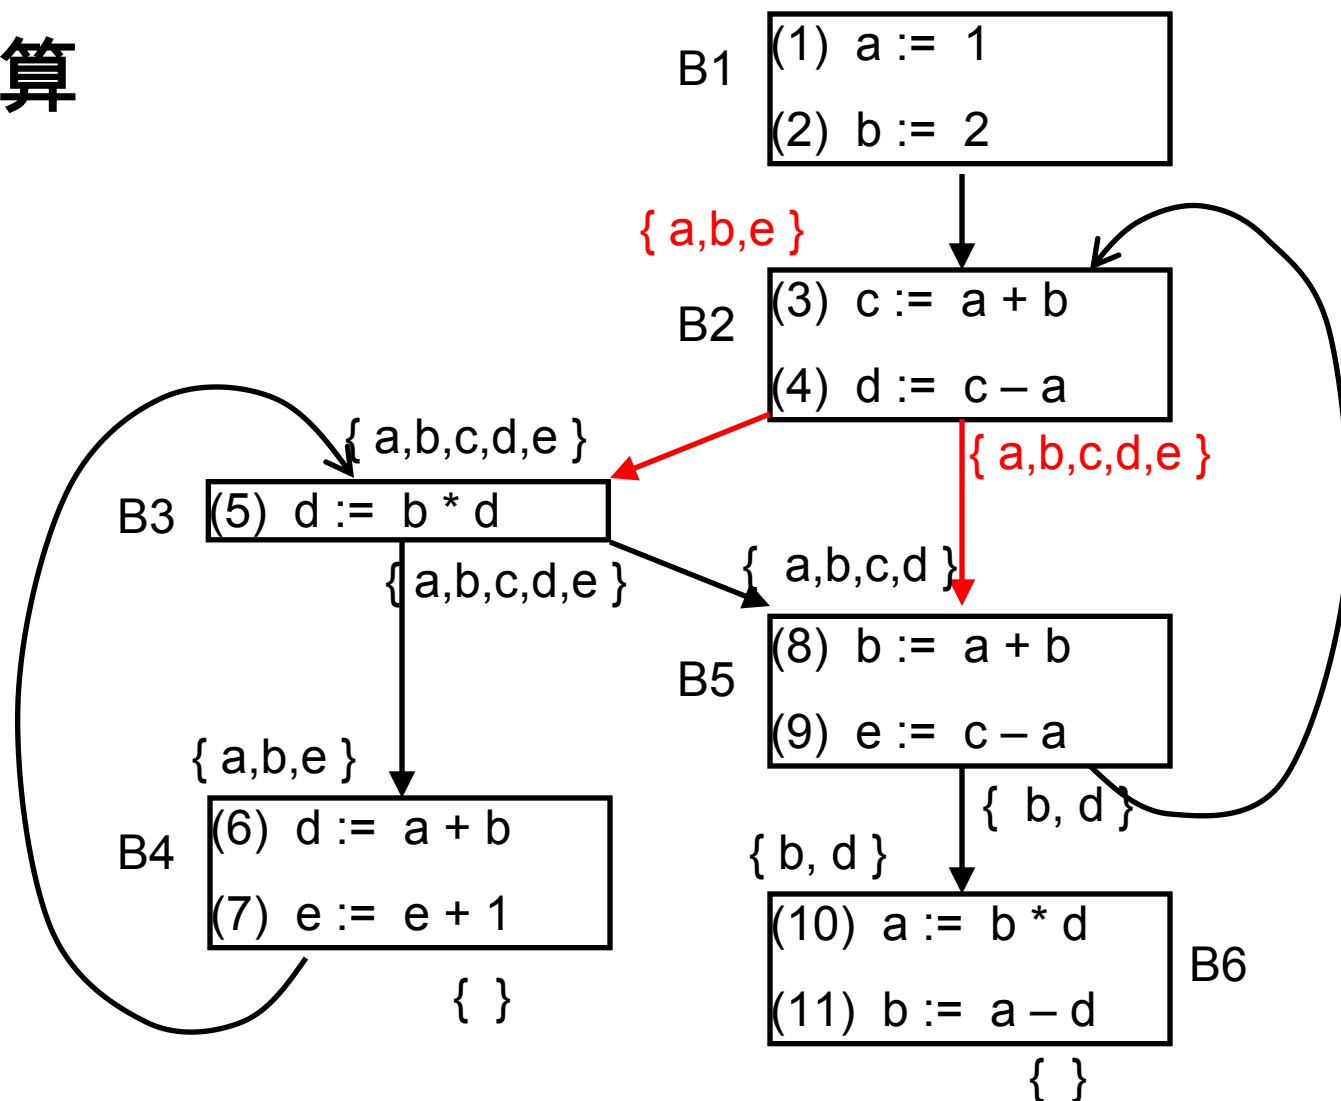 算
B1
(1) a := 1
(2) b := 2
{ a,b,e }
B2
(3) c := a + b
(4) d := c – a
{ a,b,c,d,e }
{ a,b,c,d,e }
B3
(5) d := b * d
{ a,b,c,d,e }
{ a,b,c,d }
B5
(8) b := a + b
(9) e := c – a
{ b, d }
{ a,b,e }
B4
(6) d := a + b
(7) e := e + 1
{ }
{ b, d }
(10) a := b * d
(11) b := a – d
B6
{ }